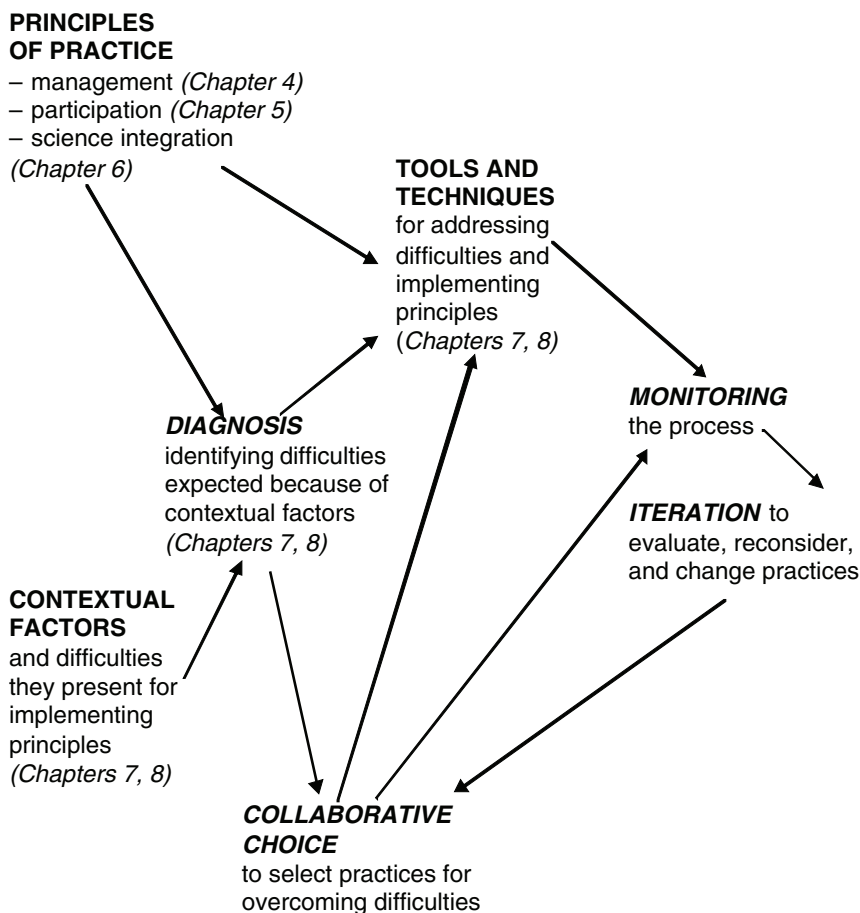 PRINCIPLES
OF PRACTICE
– management (Chapter 4)
– participation (Chapter 5)
– science integration
(Chapter 6)
TOOLS AND
TECHNIQUES
for addressing
difficulties and
implementing
principles
(Chapters 7, 8)
MONITORING
the process
DIAGNOSIS
identifying difficulties
expected because of
contextual factors
(Chapters 7, 8)
ITERATION to
evaluate, reconsider,
and change practices
CONTEXTUAL
FACTORS
and difficulties
they present for
implementing
principles
(Chapters 7, 8)
COLLABORATIVE
CHOICE
to select practices for
overcoming difficulties